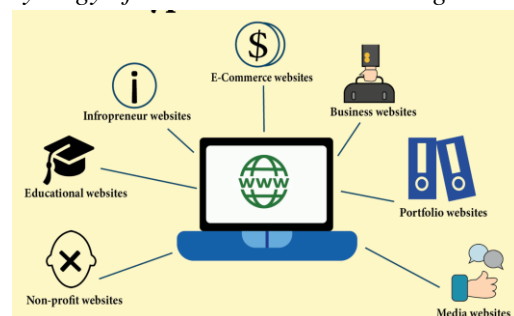 $
E-Commerce websites
i
Infropreneur websites
Business websites
www
Educational websites
Portfolio websites
Non-profit websites
Media websites